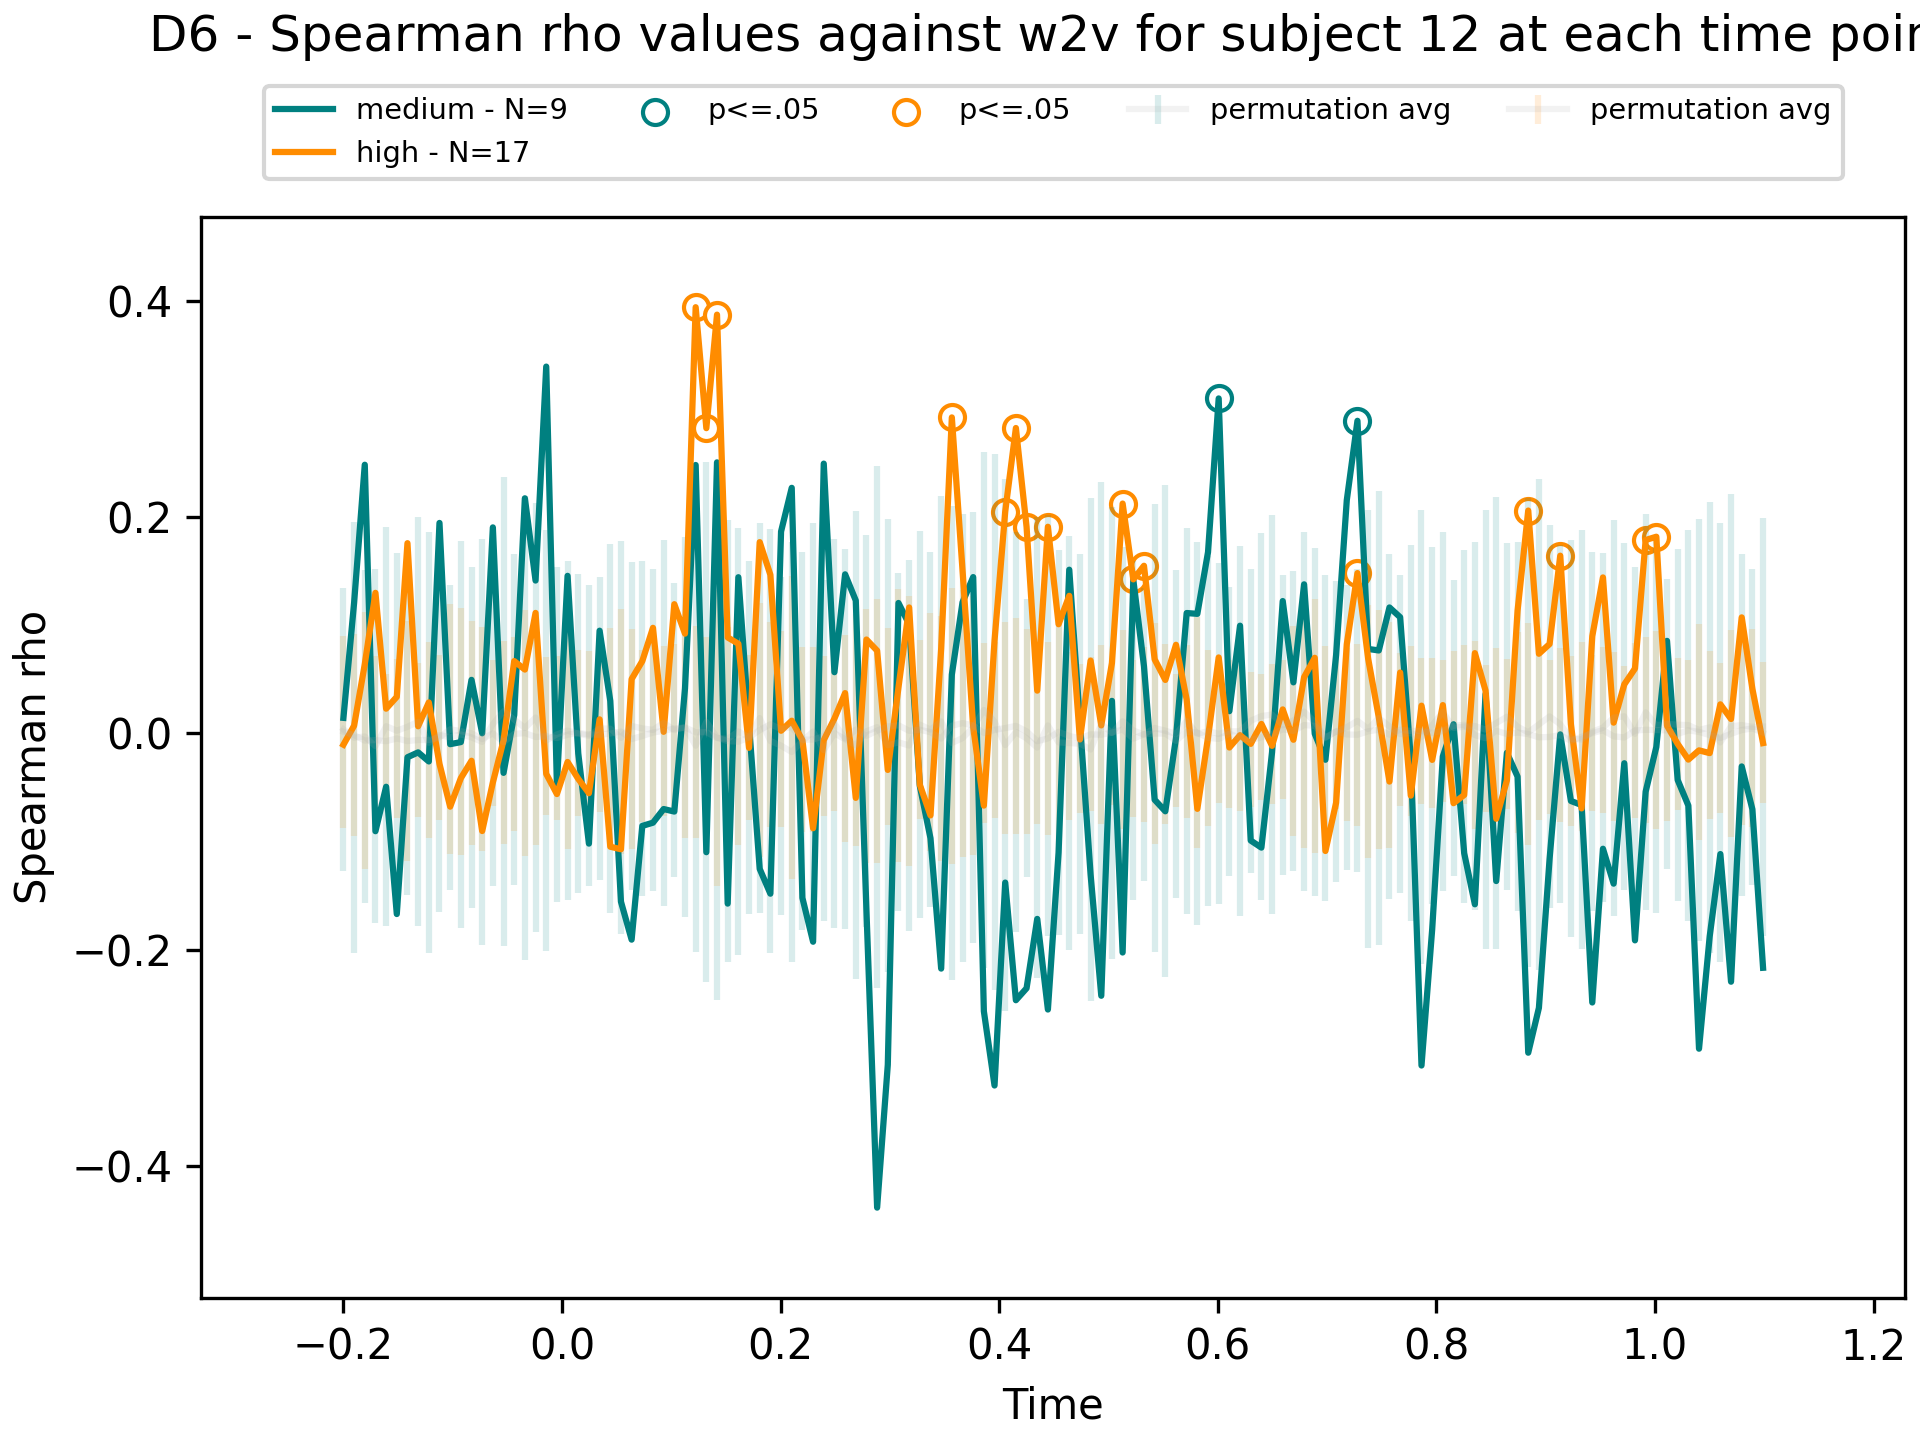 D6 - Spearman rho values against w2v for subject 12 at each time
medium - N=9
high - N=17
p<=.05
p<=.05
permutation avg
permutation avg
Spearman rho
0.4
0.2
0.0
−0.2
−0.4
−0.2 0.0 0.2 0.4 0.6 0.8 1.0 1.2
Time